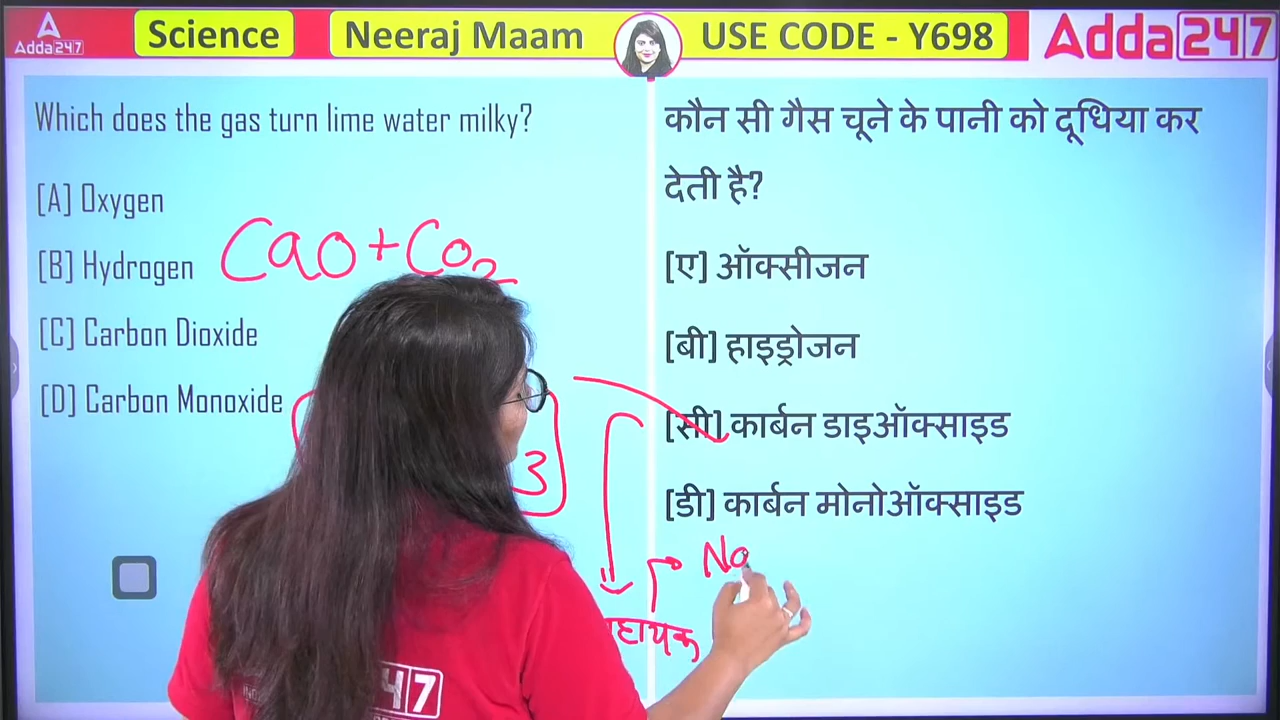 Adda247
Science
Neeraj Maam
USE CODE - Y698
Adda247
Which does the gas turn lime water milky?
[A] Oxygen
[B] Hydrogen
[C] Carbon Dioxide
[D] Carbon Monoxide
CaO+CO2
3
कौन सी गैस चूने के पानी को दूधिया कर
देती है?
[ए] ऑक्सीजन
[बी] हाइड्रोजन
[सी] कार्बन डाइऑक्साइड
[डी] कार्बन मोनोऑक्साइड
247